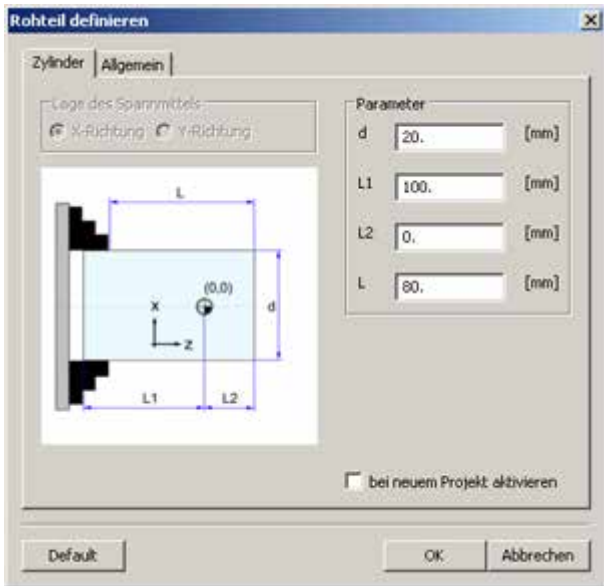 Rohteil definieren
Zylinder
Allgemein
Lage des Spannmittels
X-Richtung
Y-Richtung
L
(0,0)
X
d
Z
L1
L2
Parameter
d
20.
[mm]
L1
100.
[mm]
L2
0.
[mm]
L
80.
[mm]
bei neuem Projekt aktivieren
Default
OK
Abbrechen